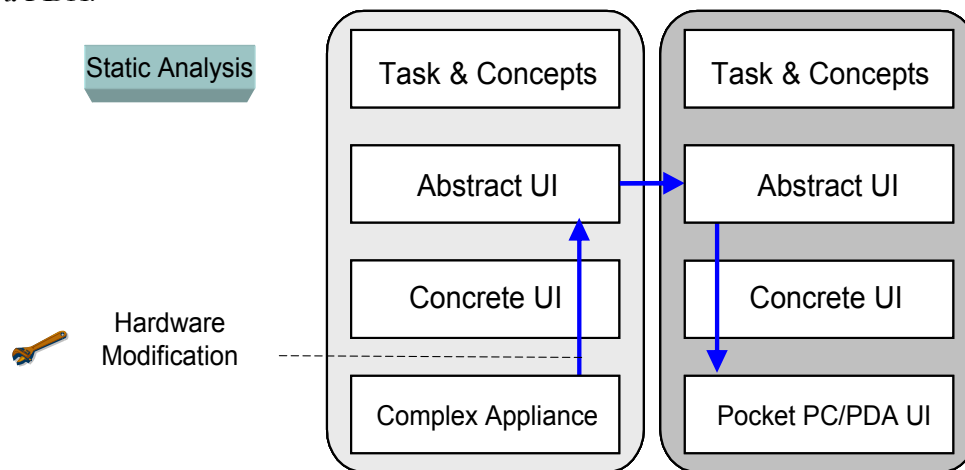 Static Analysis
Task & Concepts
Task & Concepts
Abstract UI
Abstract UI
Concrete UI
Concrete UI
Hardware
Modification
Complex Appliance
Pocket PC/PDA UI